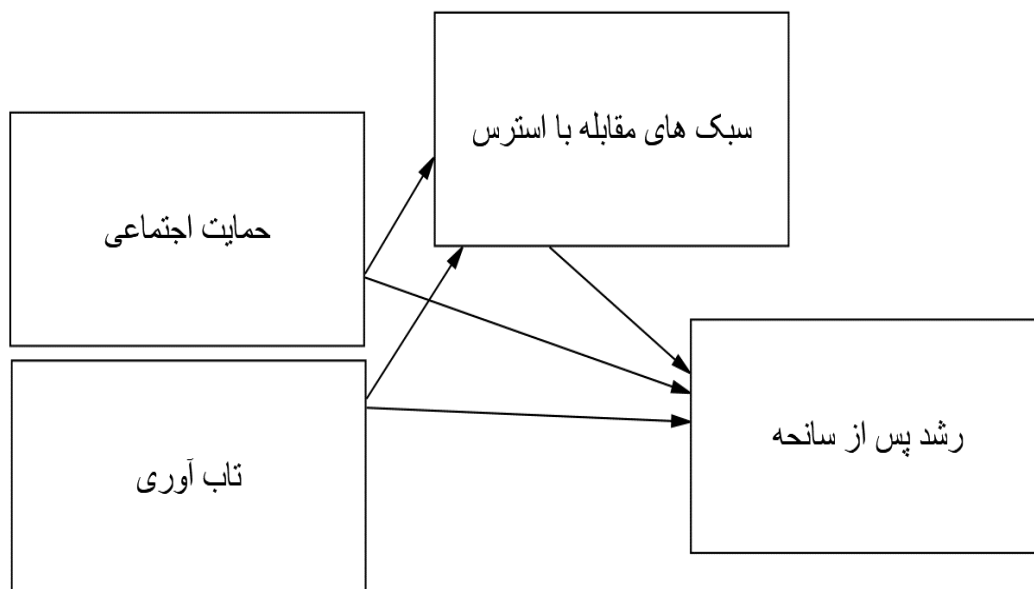 سبک های مقابله با استرس
حمایت اجتماعی
رشد پس از سانحه
تاب آوری